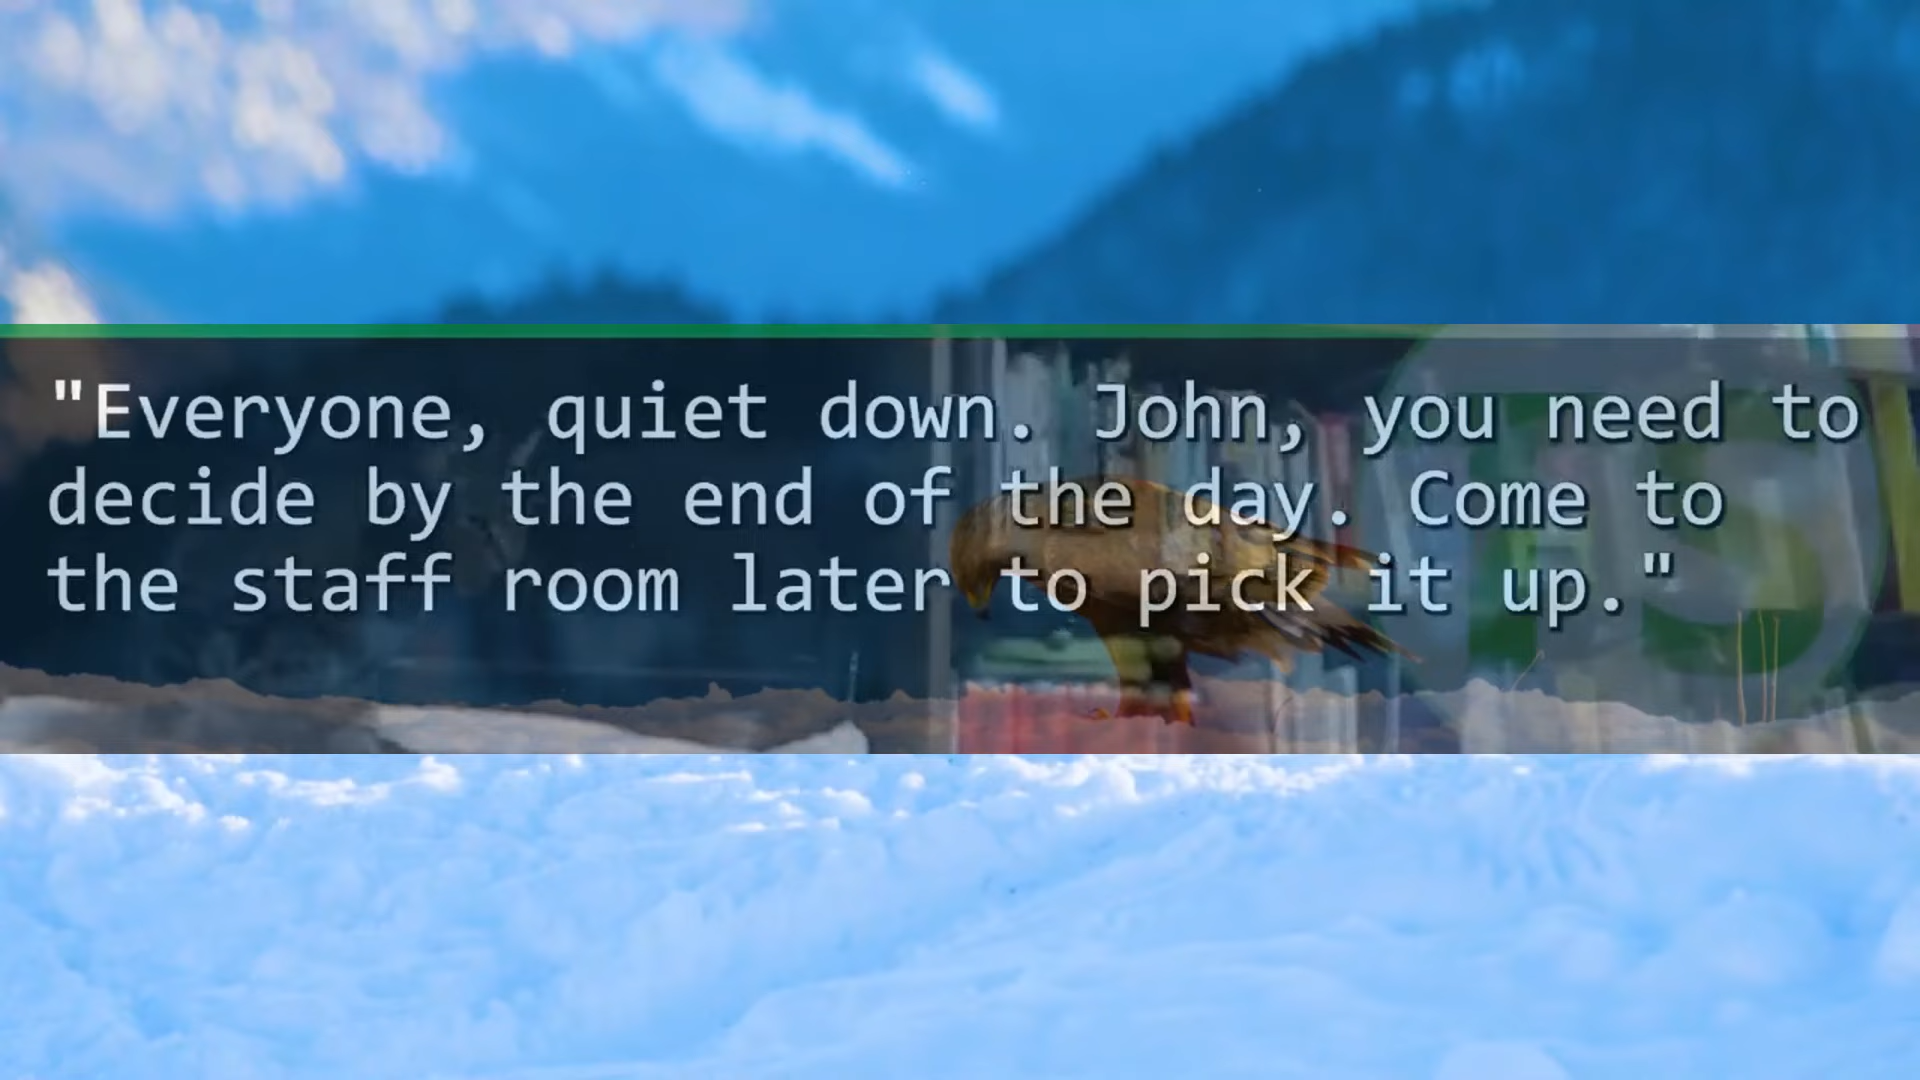 "Everyone, quiet down. John, you need to
decide by the end of the day. Come to
the staff room later to pick it up."